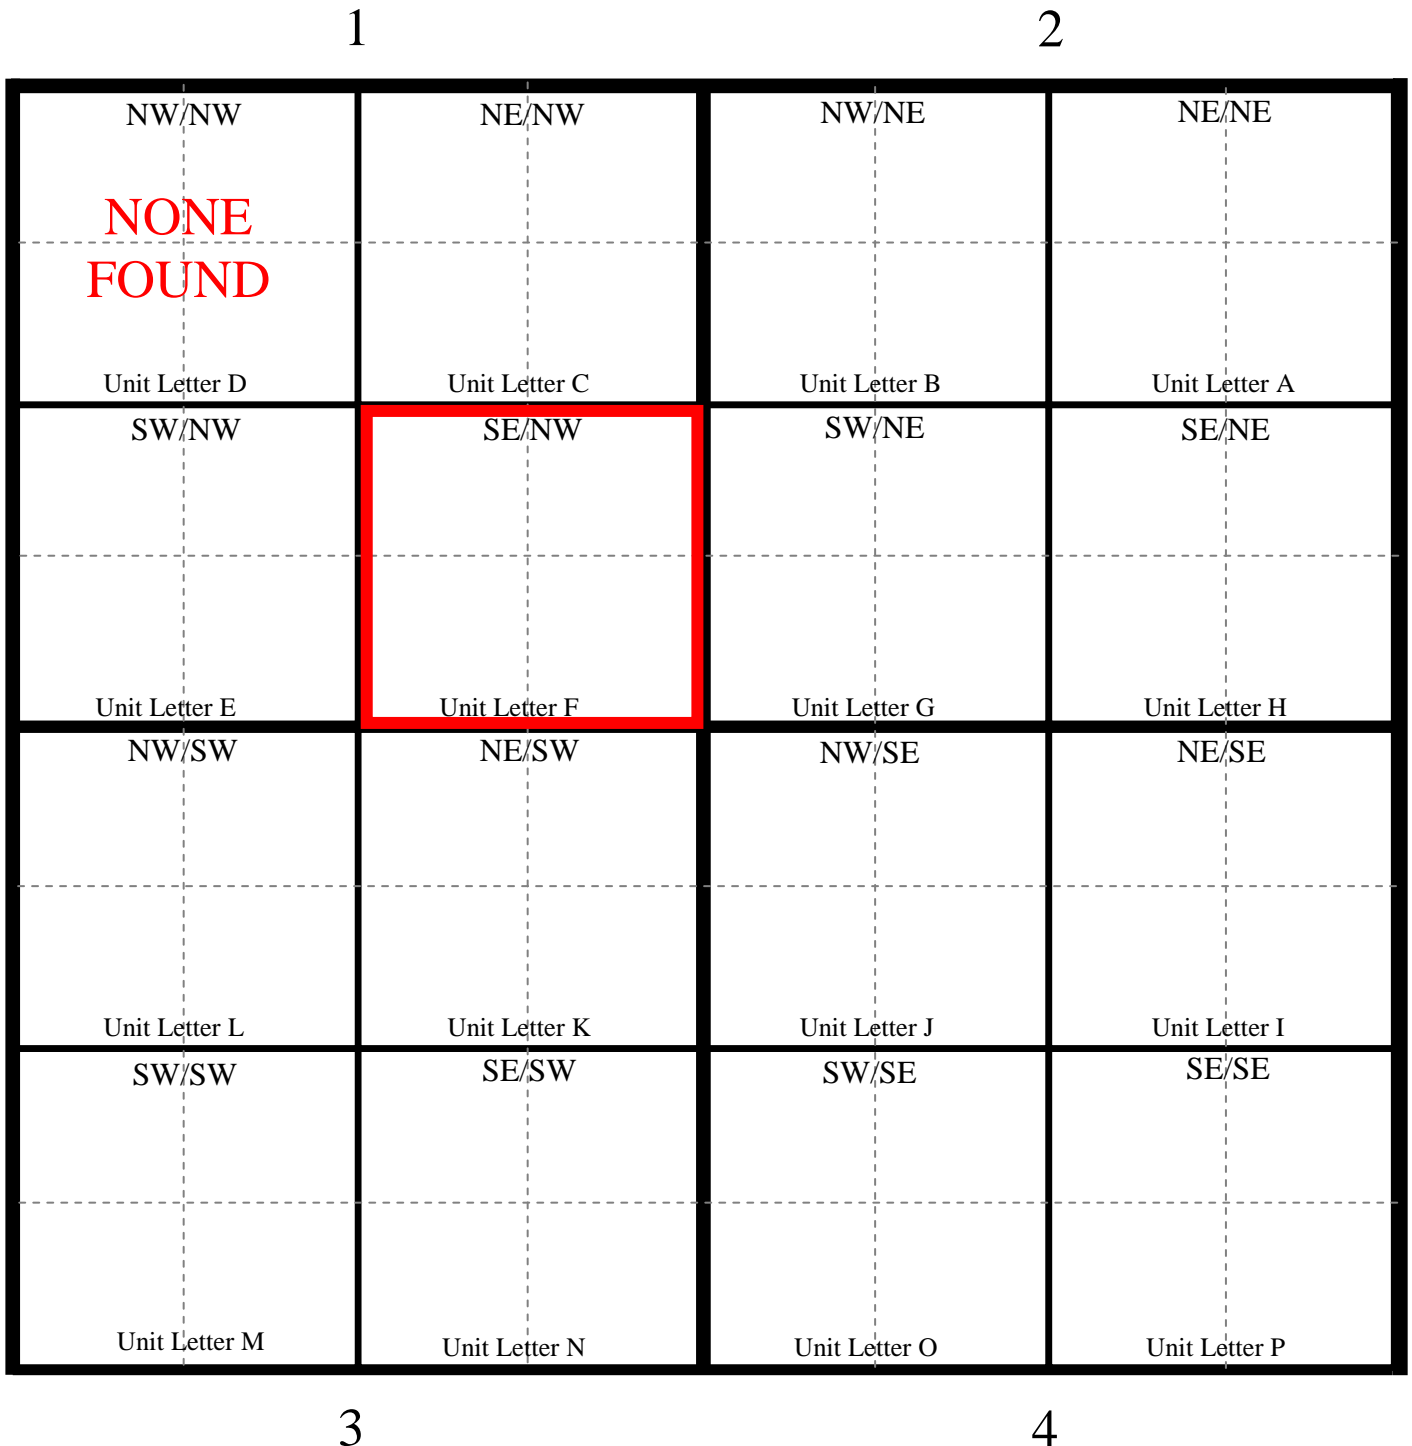 1
2
NW/NW
NE/NW
NW/NE
NE/NE
NONE
FOUND
Unit Letter D
Unit Letter C
Unit Letter B
Unit Letter A
SW/NW
SE/NW
SW/NE
SE/NE
Unit Letter E
Unit Letter F
Unit Letter G
Unit Letter H
NW/SW
NE/SW
NW/SE
NE/SE
Unit Letter L
Unit Letter K
Unit Letter J
Unit Letter I
SW/SW
SE/SW
SW/SE
SE/SE
Unit Letter M
Unit Letter N
Unit Letter O
Unit Letter P
3
4